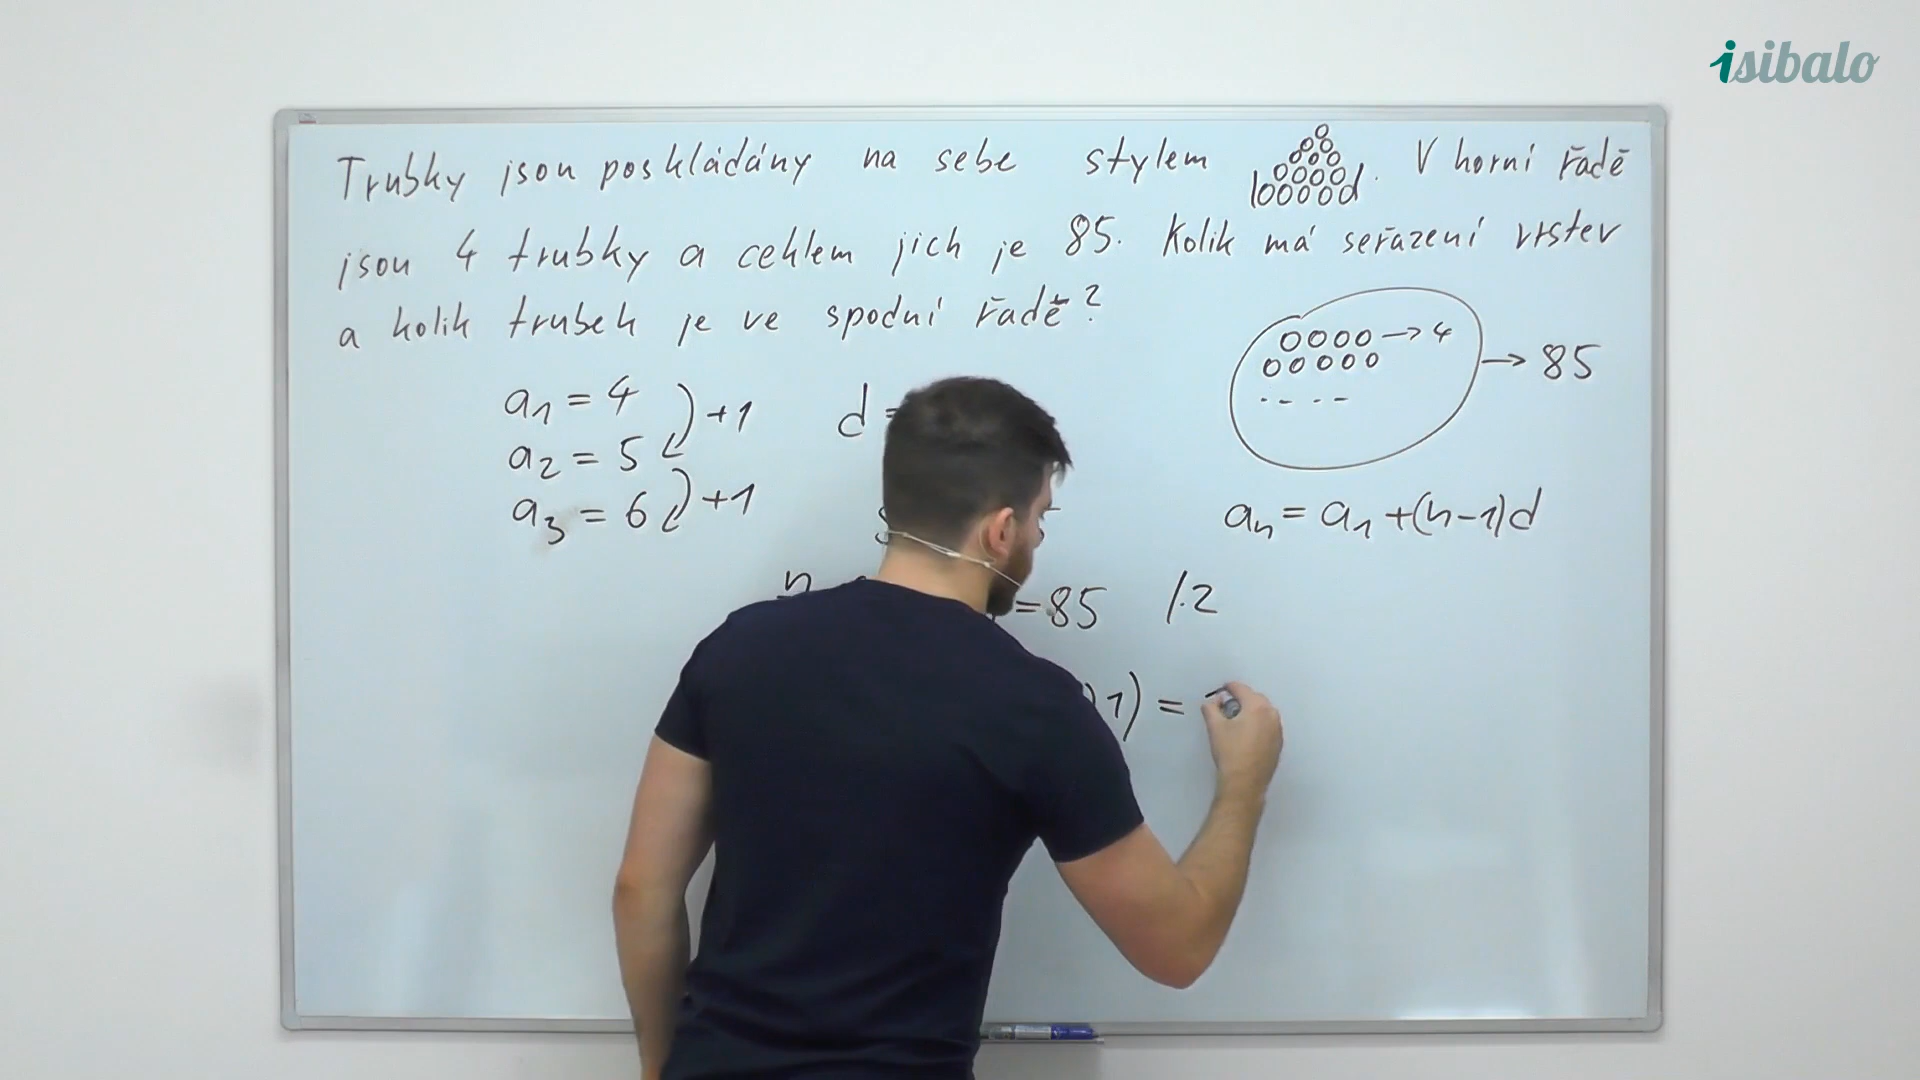 isibalo
Trubky jsou poskládány na sebe stylem . V horní řadě
jsou 4 trubky a celkem jich je 85. Kolik má seřazení vrstev
a kolik trubek je ve spodní řadě?
→ 4
→ 85
a1 = 4
+1
a2 = 5
+1
a3 = 6
d =
an = a1 + (n-1)d
n
= 85 /·2
1) =